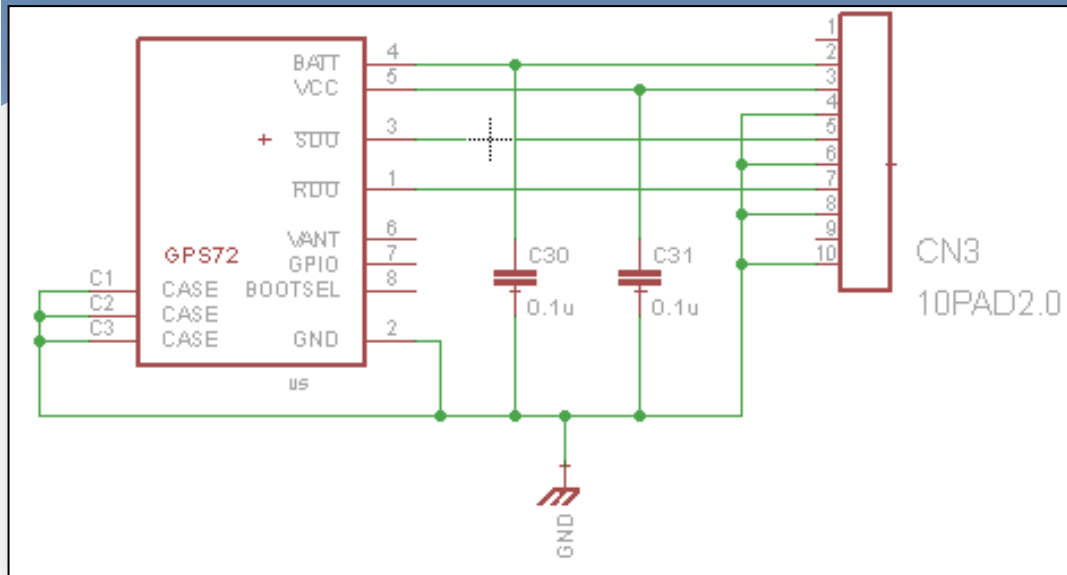 BATT 4
VCC 5
SDO 3
RDO 1
VANT 6
GPIO 7
BOOTSEL 8
GND 2
GPS72
C1 CASE
C2 CASE
C3 CASE
us
C30
0.1u
C31
0.1u
GND
1
2
3
4
5
6
7
8
9
10
CN3
10PAD2.0